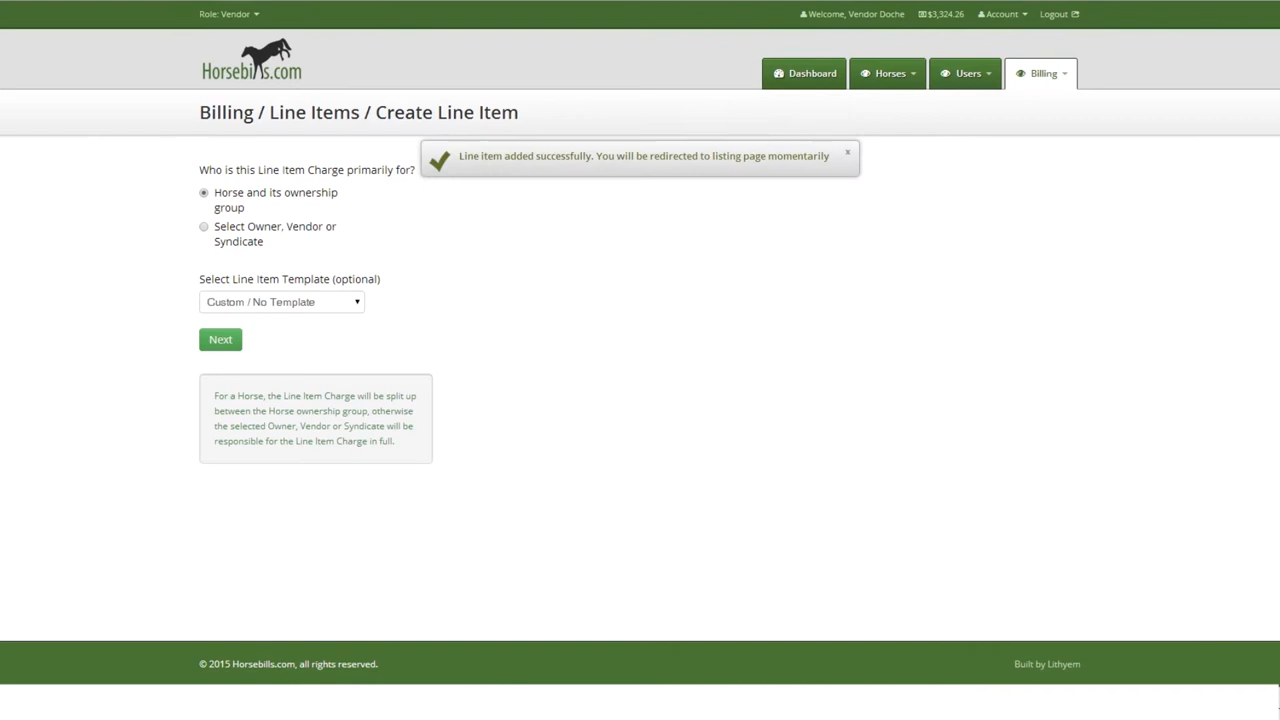 Role: Vendor
Welcome, Vendor Doche
$3,324.26
Account
Logout
Horsebills.com
Dashboard
Horses
Users
Billing
Billing / Line Items / Create Line Item
Line item added successfully. You will be redirected to listing page momentarily
x
Who is this Line Item Charge primarily for?
Horse and its ownership
group
Select Owner, Vendor or
Syndicate
Select Line Item Template (optional)
Custom / No Template
Next
For a Horse, the Line Item Charge will be split up
between the Horse ownership group, otherwise
the selected Owner, Vendor or Syndicate will be
responsible for the Line Item Charge in full.
© 2015 Horsebills.com, all rights reserved.
Built by Lithyem